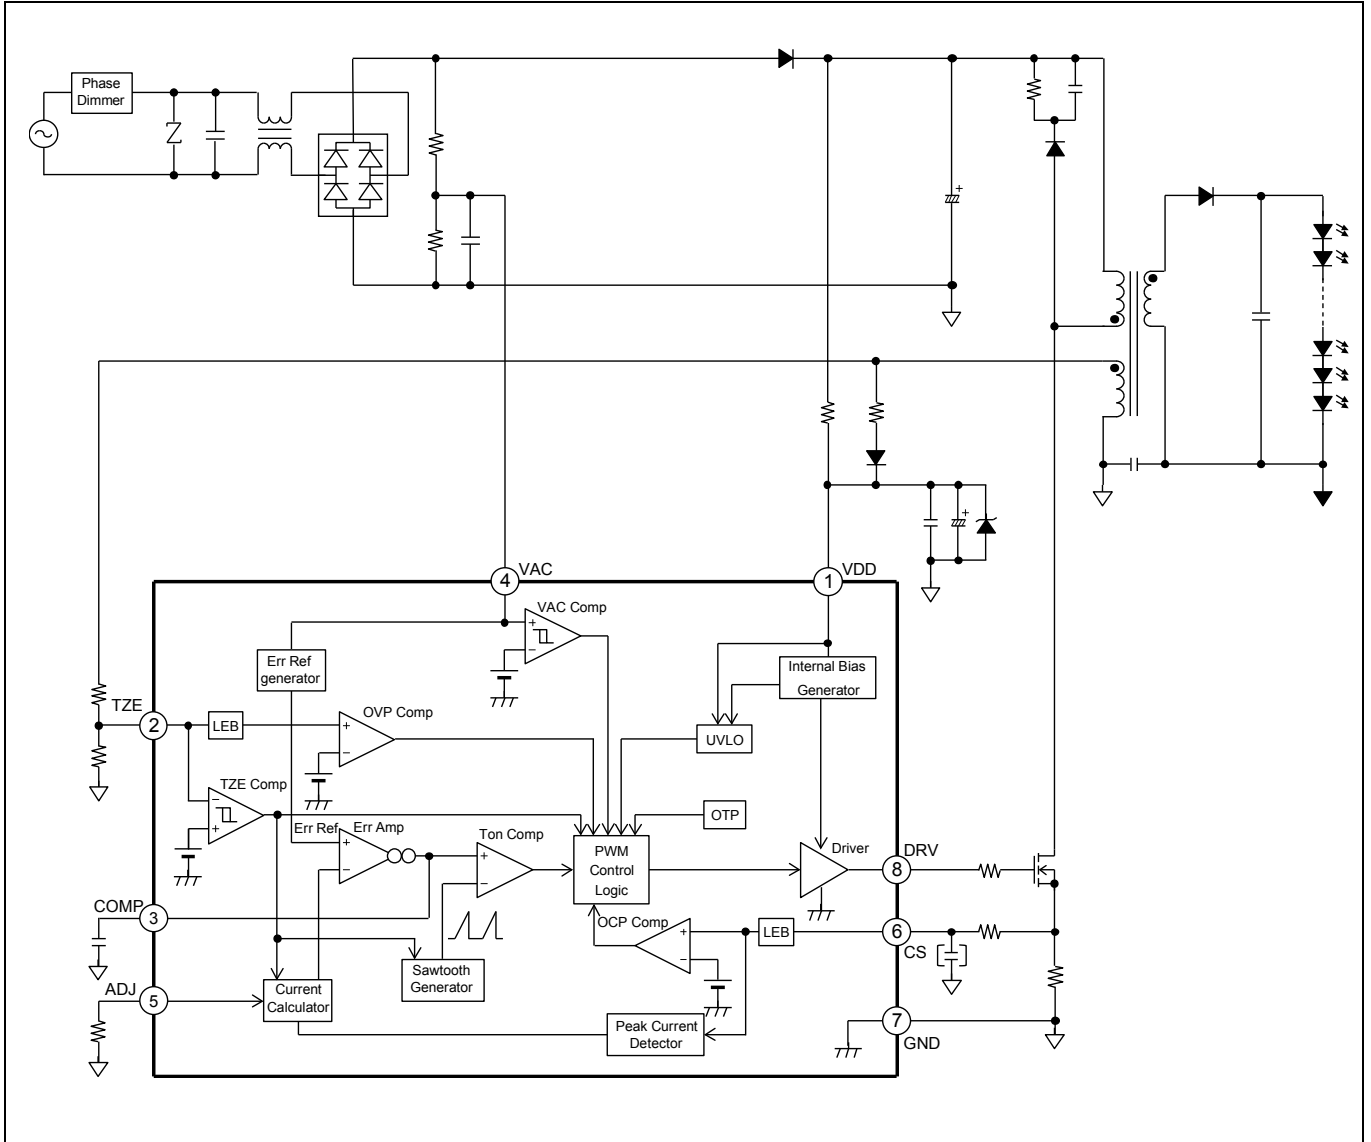 Phase
Dimmer
+
+
4
VAC
1
VDD
VAC Comp
+
−
Err Ref
generator
Internal Bias
Generator
TZE
2
LEB
OVP Comp
+
−
UVLO
TZE Comp
−
+
OTP
Err Ref
Err Amp
+
−
Ton Comp
+
−
PWM
Control
Logic
Driver
DRV
8
COMP
3
OCP Comp
+
−
LEB
6
CS
ADJ
5
Current
Calculator
Sawtooth
Generator
Peak Current
Detector
7
GND